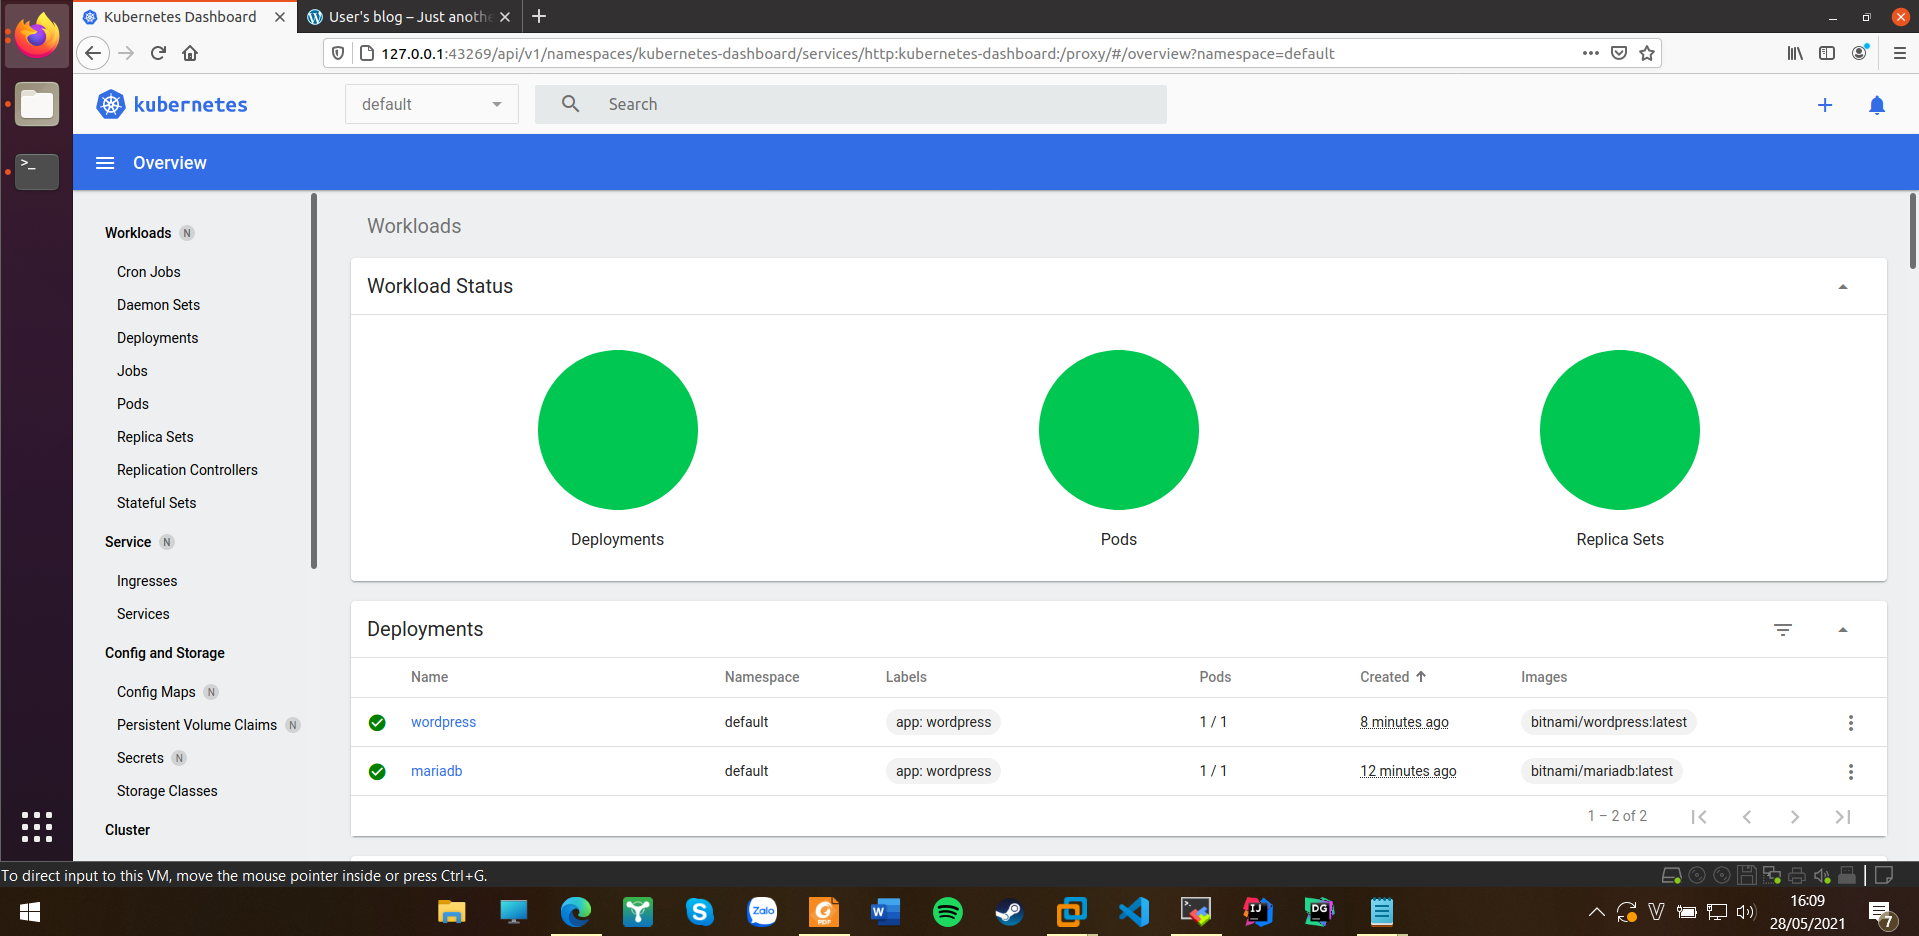 Kubernetes Dashboard
User's blog – Just anothe
127.0.0.1:43269/api/v1/namespaces/kubernetes-dashboard/services/http:kubernetes-dashboard:/proxy/#/overview?namespace=default
kubernetes
default
Search
Overview
Workloads N
Cron Jobs
Daemon Sets
Deployments
Jobs
Pods
Replica Sets
Replication Controllers
Stateful Sets
Service N
Ingresses
Services
Config and Storage
Config Maps N
Persistent Volume Claims N
Secrets N
Storage Classes
Cluster
Workloads
Workload Status
Deployments Pods Replica Sets
Deployments
Name Namespace Labels Pods Created Images
wordpress default app: wordpress 1 / 1 8 minutes ago bitnami/wordpress:latest
mariadb default app: wordpress 1 / 1 12 minutes ago bitnami/mariadb:latest
1 – 2 of 2
To direct input to this VM, move the mouse pointer inside or press Ctrl+G.
Zalo
PDF
IJ
DG
16:09
28/05/2021
7